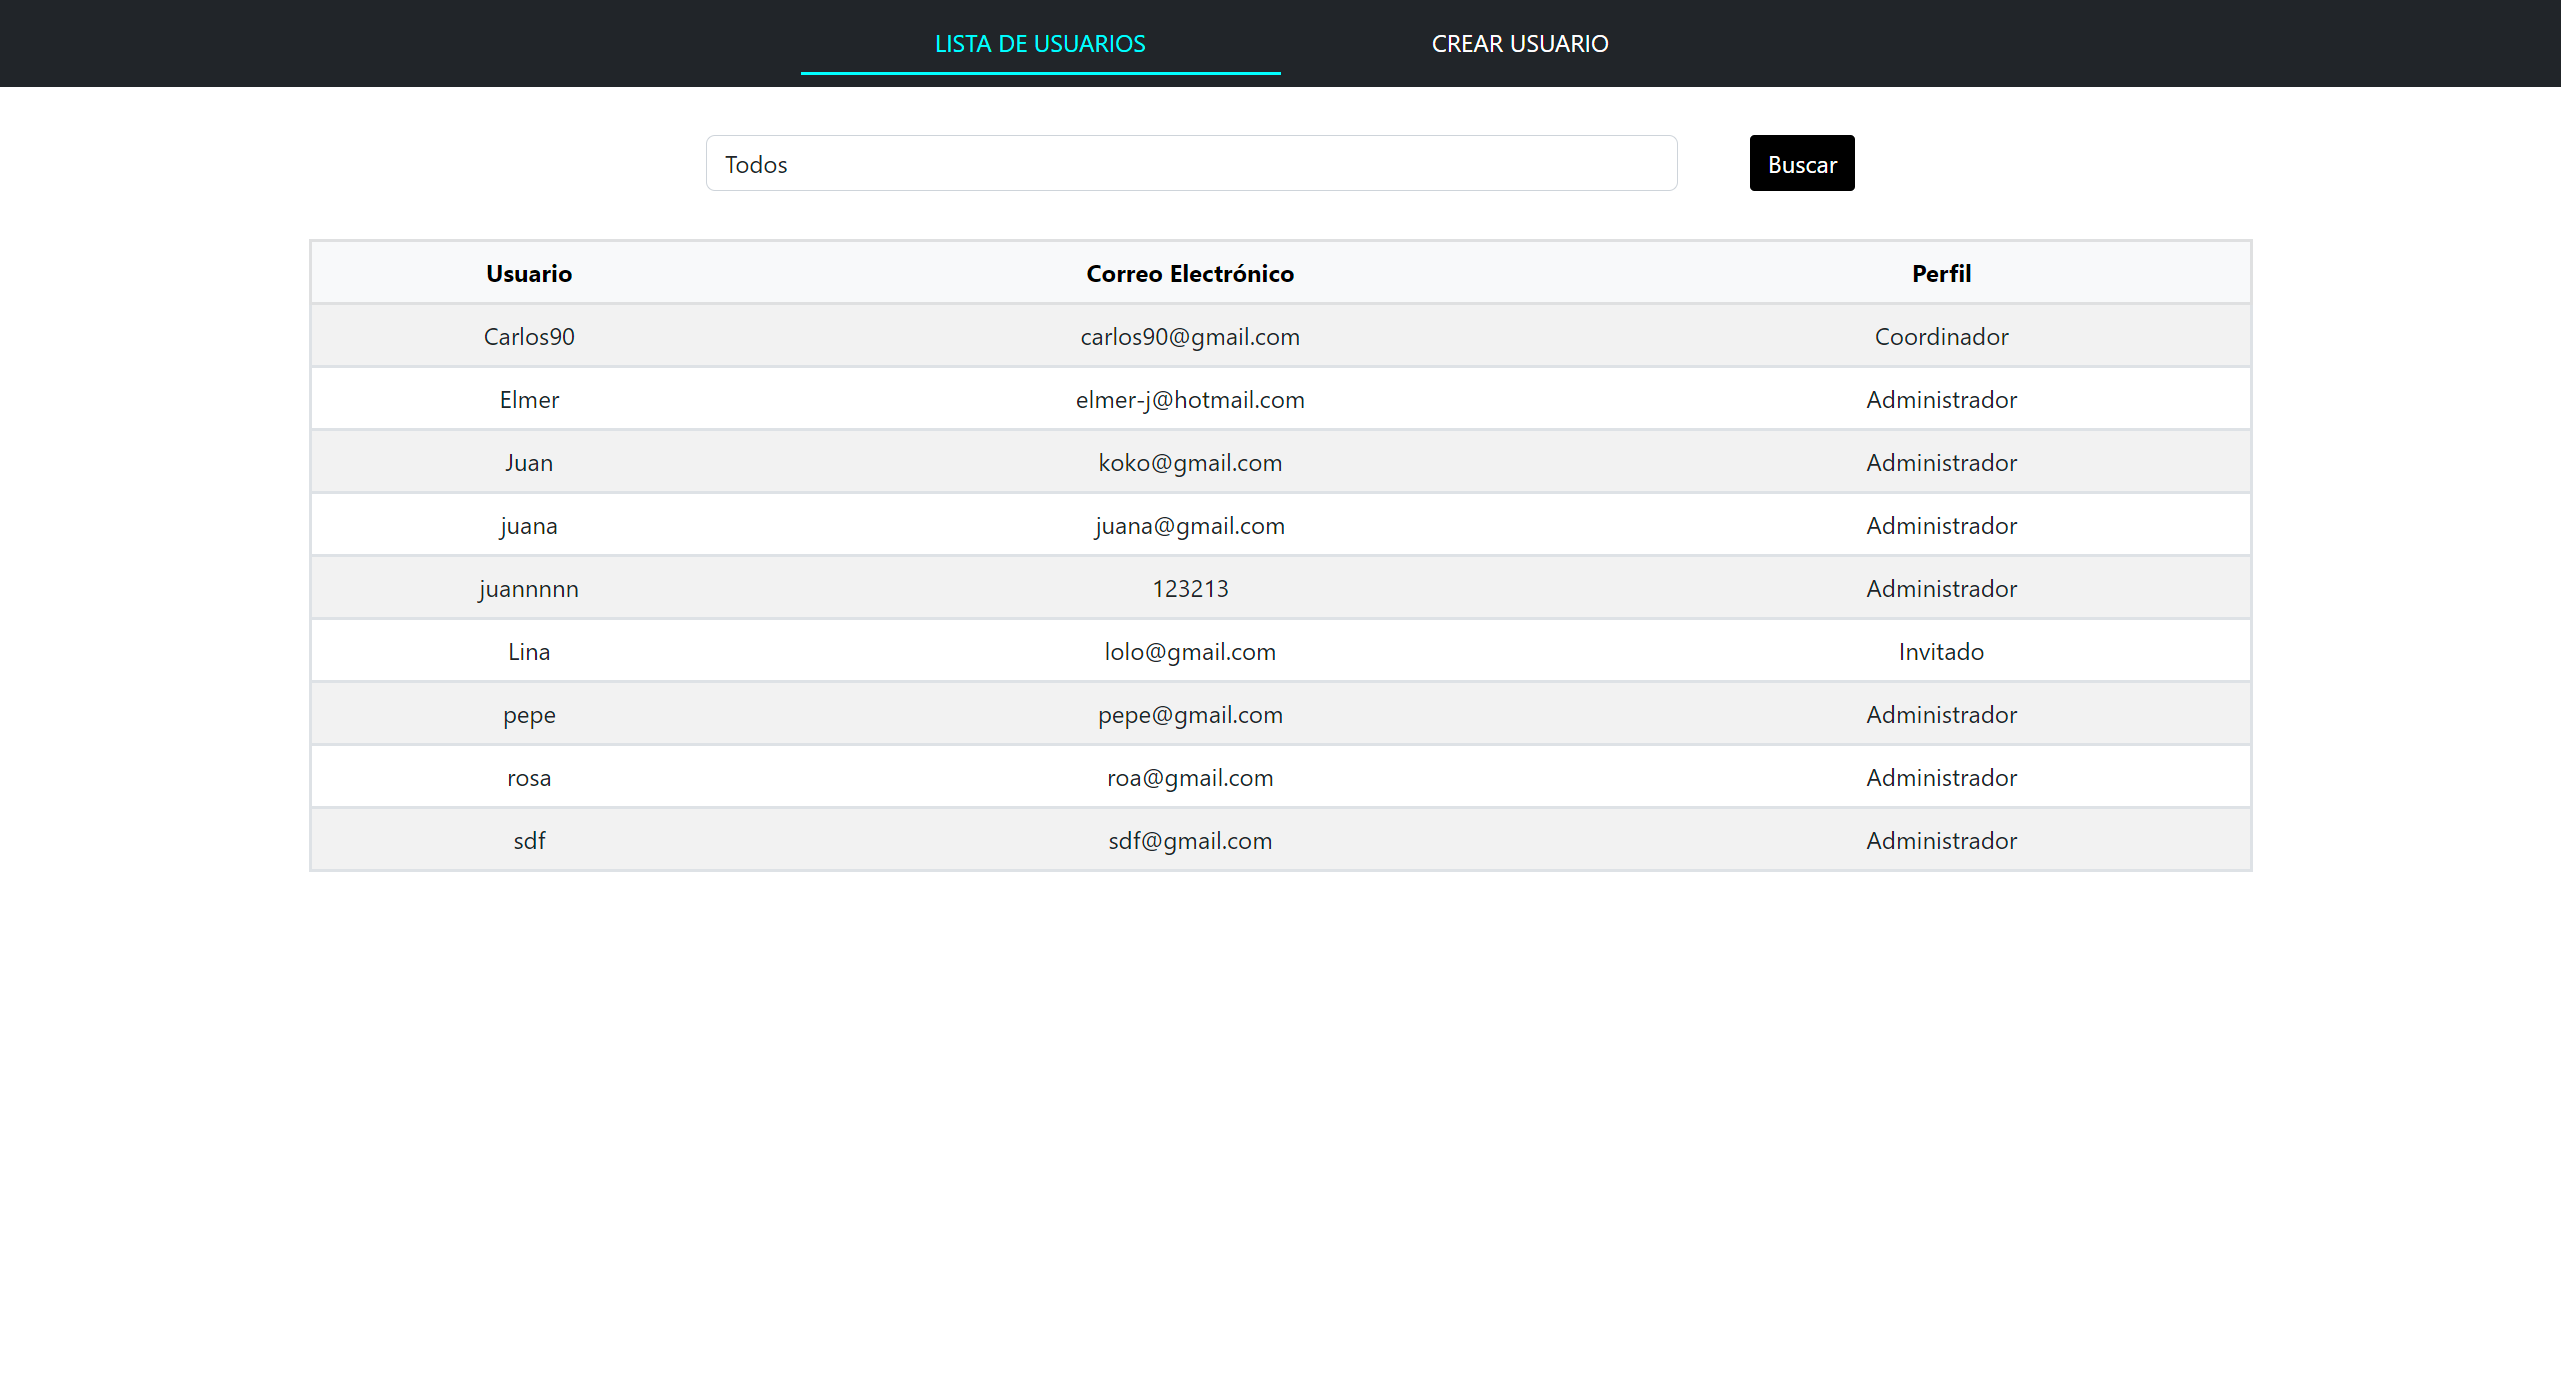 LISTA DE USUARIOS CREAR USUARIO
Todos Buscar
Usuario Correo Electrónico Perfil
Carlos90 carlos90@gmail.com Coordinador
Elmer elmer-j@hotmail.com Administrador
Juan koko@gmail.com Administrador
juana juana@gmail.com Administrador
juannnnn 123213 Administrador
Lina lolo@gmail.com Invitado
pepe pepe@gmail.com Administrador
rosa roa@gmail.com Administrador
sdf sdf@gmail.com Administrador